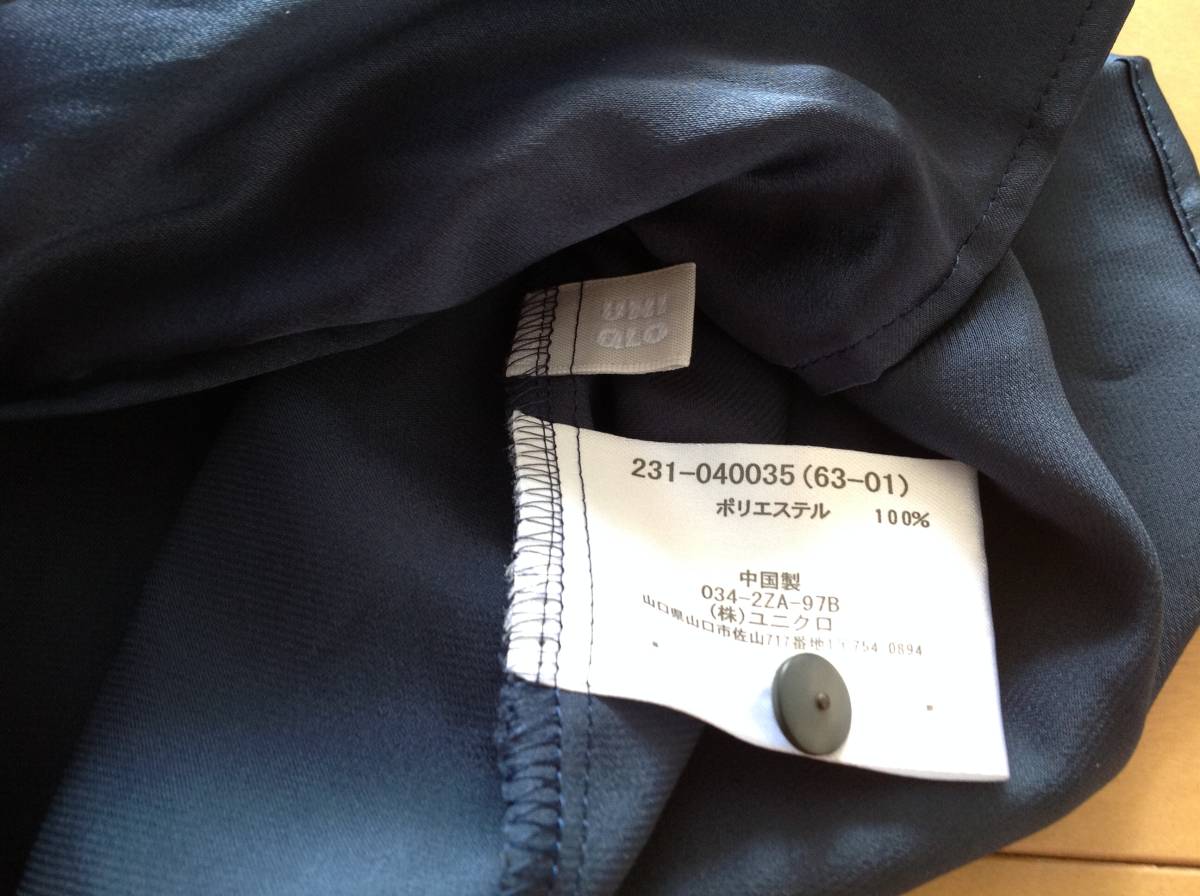 UNI
QLO
231-040035(63-01)
ポリエステル 100%
中国製
034-2ZA-97B
(株)ユニクロ
山口県山口市佐山717番地1 〒754 0894